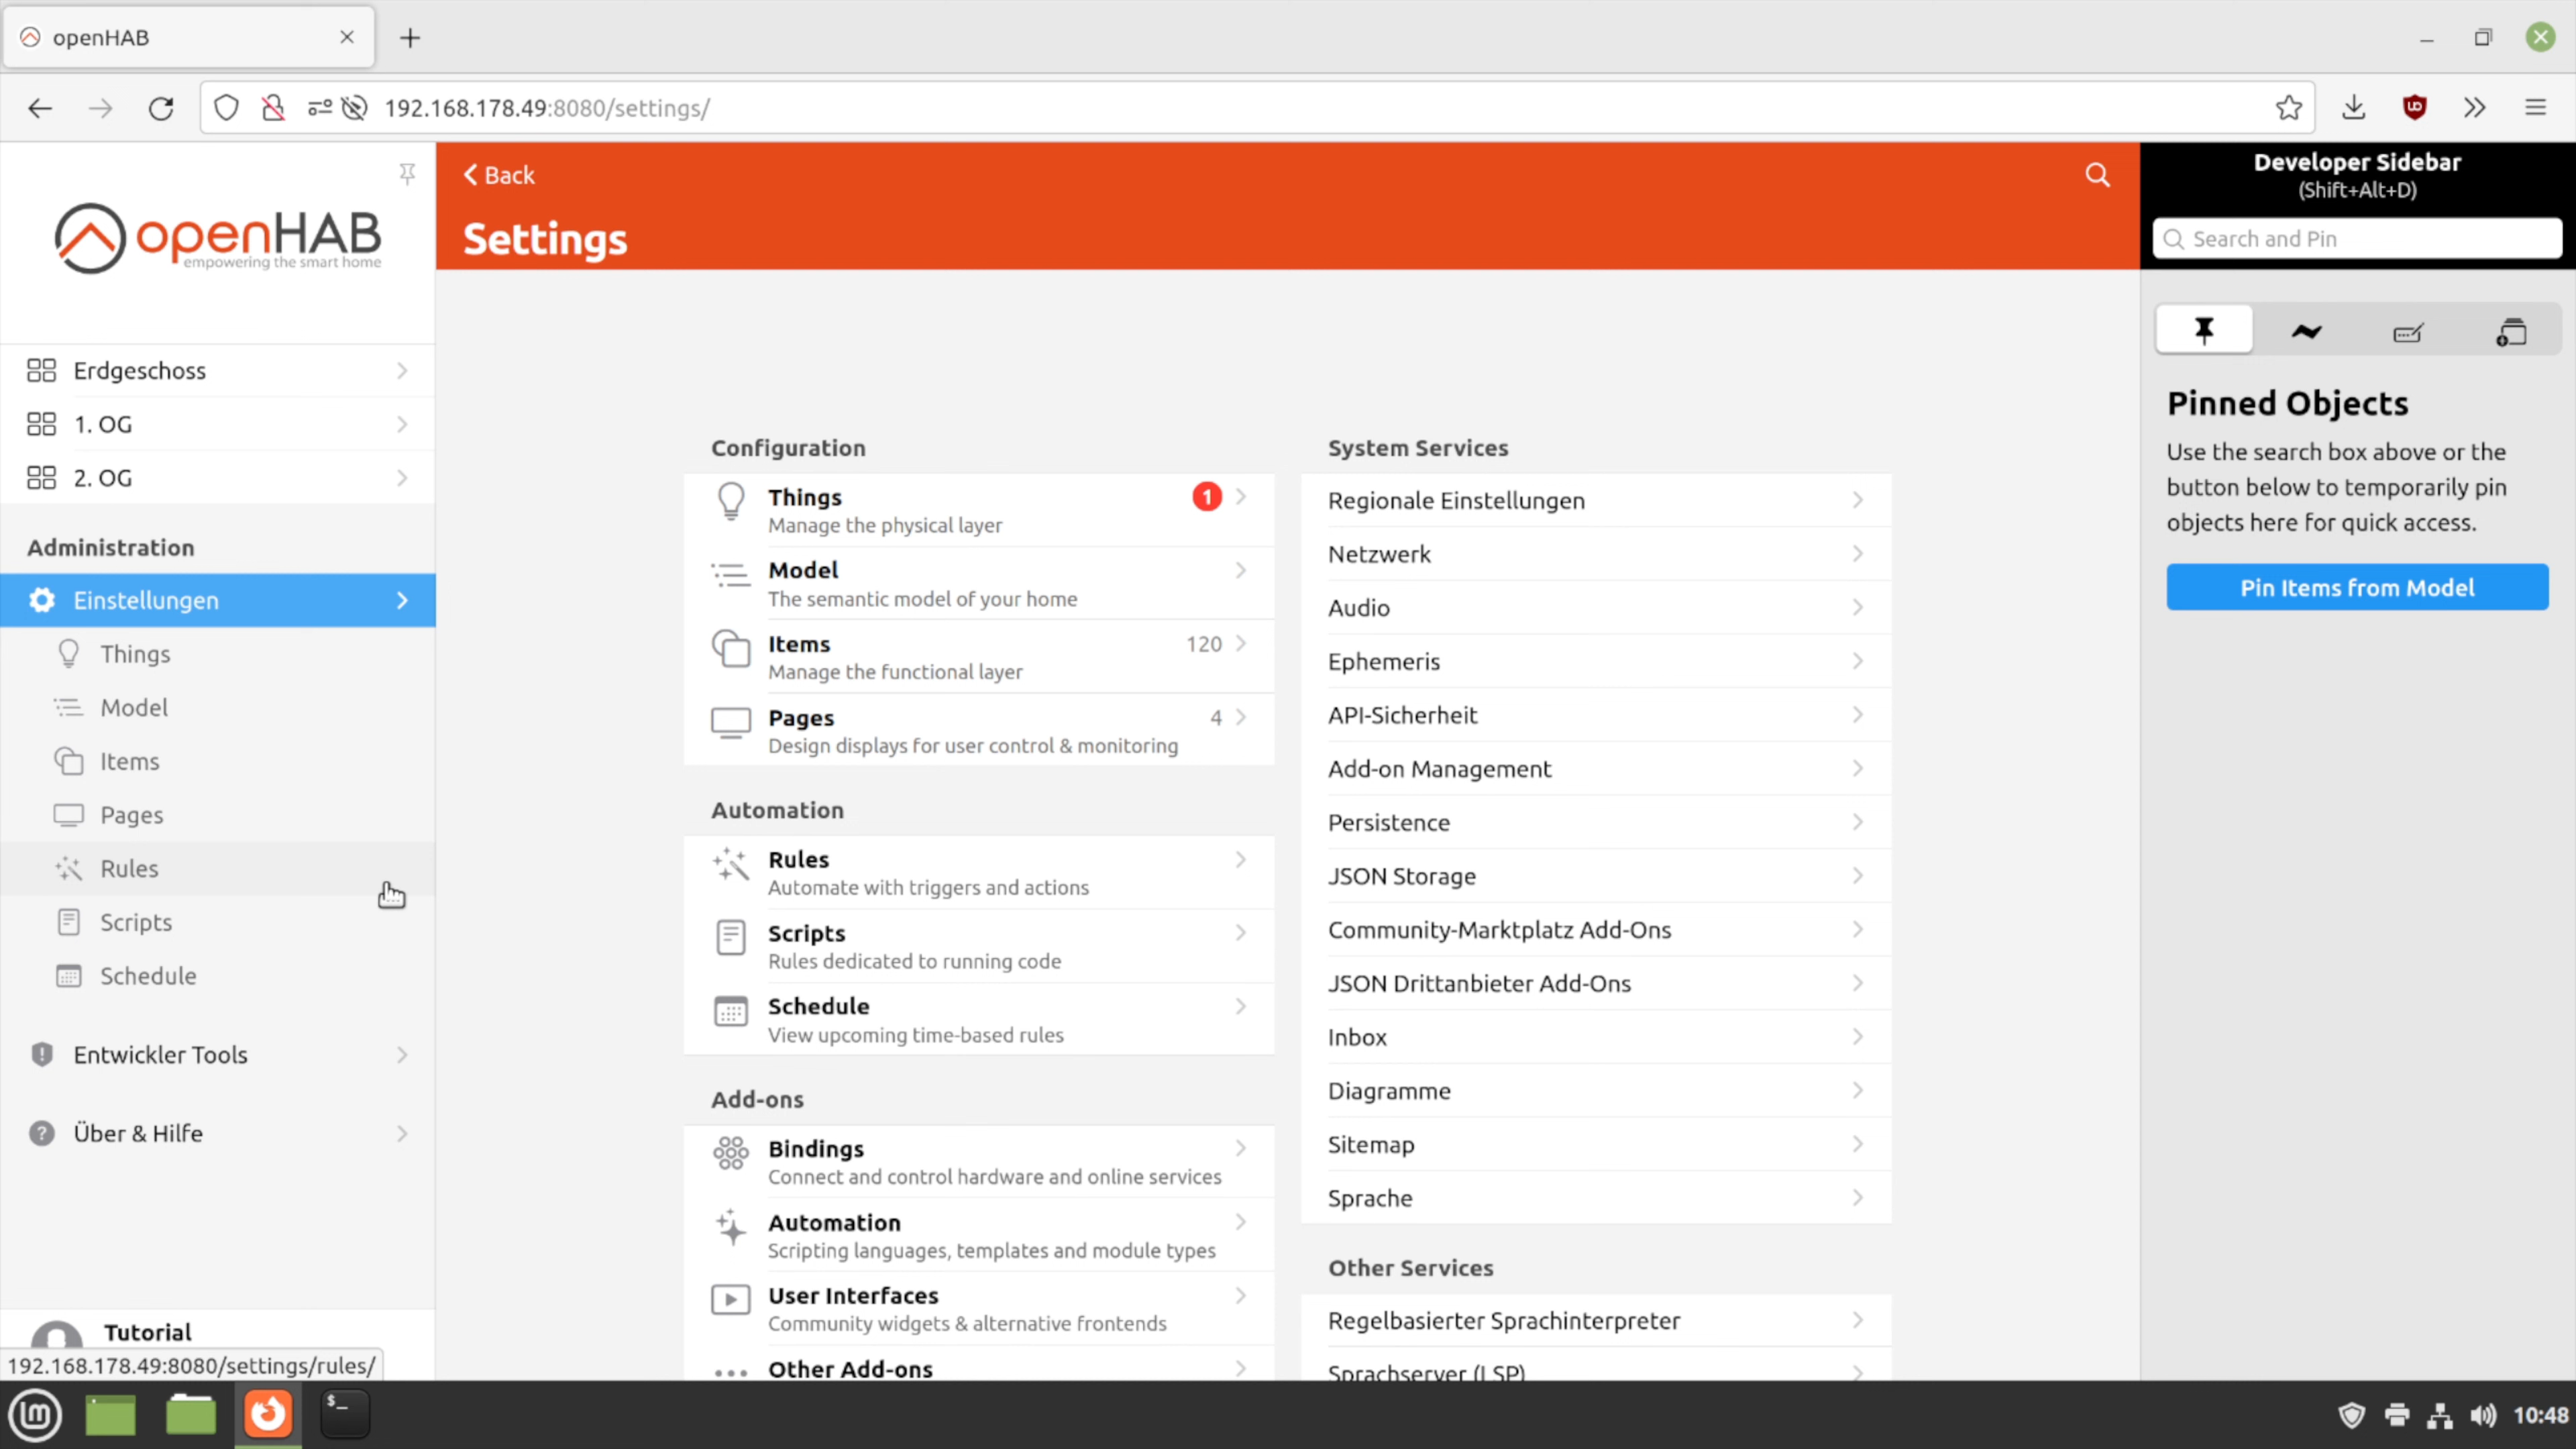 openHAB
192.168.178.49:8080/settings/
openHAB
empowering the smart home
Erdgeschoss
1. OG
2. OG
Administration
Einstellungen
Things
Model
Items
Pages
Rules
Scripts
Schedule
Entwickler Tools
Über & Hilfe
Tutorial
192.168.178.49:8080/settings/rules/
Back
Settings
Configuration
Things 1
Manage the physical layer
Model
The semantic model of your home
Items 120
Manage the functional layer
Pages 4
Design displays for user control & monitoring
Automation
Rules
Automate with triggers and actions
Scripts
Rules dedicated to running code
Schedule
View upcoming time-based rules
Add-ons
Bindings
Connect and control hardware and online services
Automation
Scripting languages, templates and module types
User Interfaces
Community widgets & alternative frontends
Other Add-ons
System Services
Regionale Einstellungen
Netzwerk
Audio
Ephemeris
API-Sicherheit
Add-on Management
Persistence
JSON Storage
Community-Marktplatz Add-Ons
JSON Drittanbieter Add-Ons
Inbox
Diagramme
Sitemap
Sprache
Other Services
Regelbasierter Sprachinterpreter
Sprachserver (LSP)
Developer Sidebar
(Shift+Alt+D)
Search and Pin
Pinned Objects
Use the search box above or the
button below to temporarily pin
objects here for quick access.
Pin Items from Model
$_
10:48